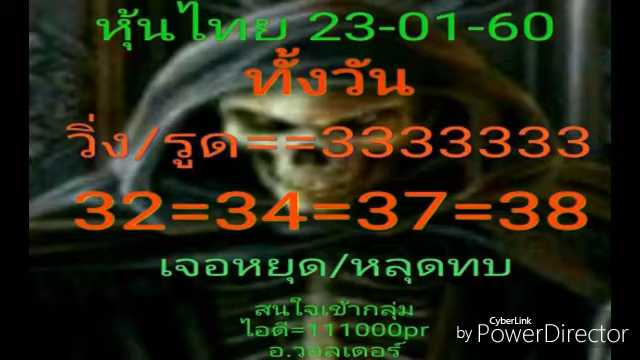 หุ้นไทย 23-01-60
ทั้งวัน
วิ่ง/รูด==3333333
32=34=37=38
เจอหยุด/หลุดทบ
สนใจเข้ากลุ่ม
ไอดี=111000pr
อ.วอลเดอร์
CyberLink
by PowerDirector